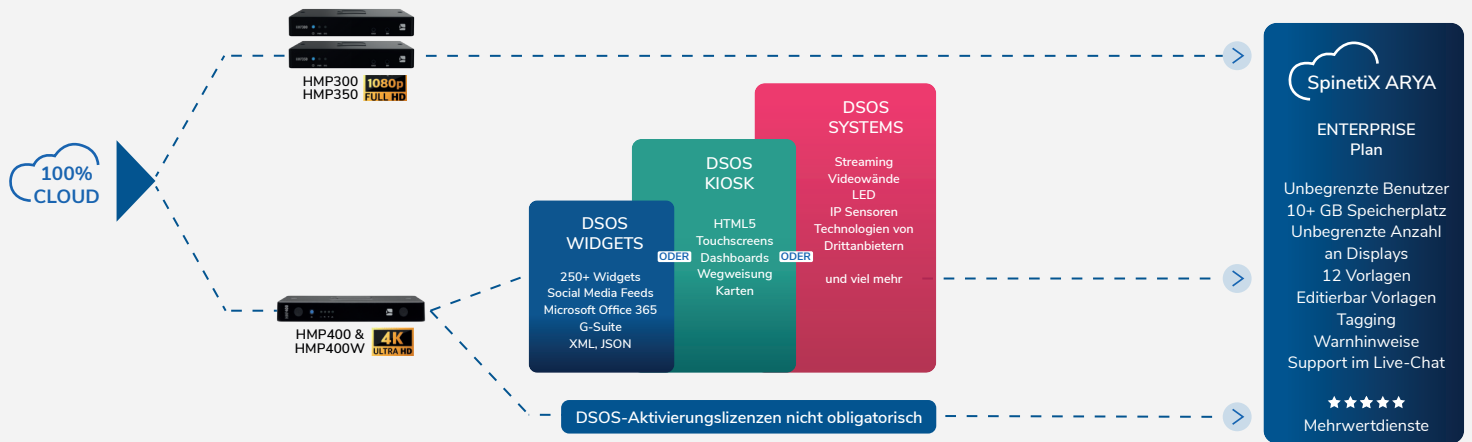 100%
CLOUD
HMP300
HMP350
1080p
FULL HD
HMP400 &
HMP400W
4K
ULTRA HD
DSOS
WIDGETS
250+ Widgets
Social Media Feeds
Microsoft Office 365
G-Suite
XML, JSON
ODER
DSOS
KIOSK
HTML5
Touchscreens
Dashboards
Wegweisung
Karten
ODER
DSOS
SYSTEMS
Streaming
Videowände
LED
IP Sensoren
Technologien von
Drittanbietern
und viel mehr
DSOS-Aktivierungslizenzen nicht obligatorisch
SpinetiX ARYA
ENTERPRISE
Plan
Unbegrenzte Benutzer
10+ GB Speicherplatz
Unbegrenzte Anzahl
an Displays
12 Vorlagen
Editierbar Vorlagen
Tagging
Warnhinweise
Support im Live-Chat
★★★★★
Mehrwertdienste